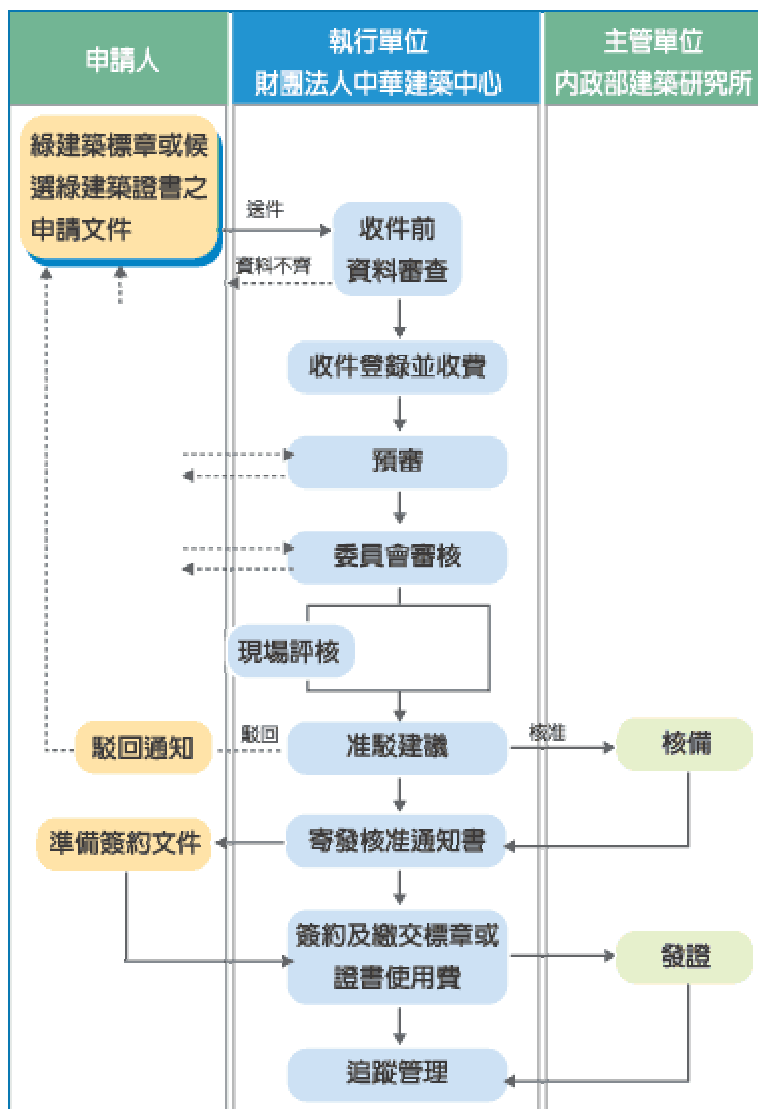 申請人
執行單位
財團法人中華建築中心
主管單位
內政部建築研究所
綠建築標章或候
選綠建築證書之
申請文件
送件
收件前
資料審查
資料不齊
收件登錄並收費
預審
委員會審核
現場評核
駁回通知
駁回
准駁建議
核准
核備
準備簽約文件
寄發核准通知書
簽約及繳交標章或
證書使用費
發證
追蹤管理